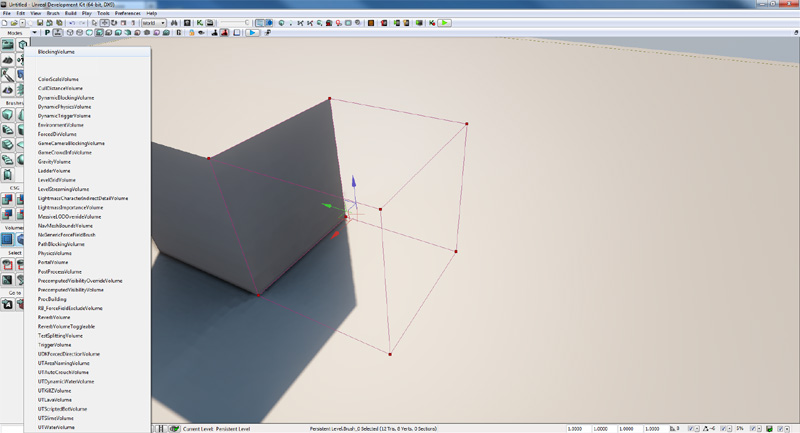 Untitled - Unreal Development Kit (64-bit, DX9)
File Edit View Brush Build Play Tools Preferences Help
World
Modes
BlockingVolume
ColorScaleVolume
CullDistanceVolume
DynamicBlockingVolume
DynamicPhysicsVolume
DynamicTriggerVolume
EnvironmentVolume
ForcedDirVolume
GameCameraBlockingVolume
GameCrowdInfoVolume
GravityVolume
LadderVolume
LevelGridVolume
LevelStreamingVolume
LightmassCharacterIndirectDetailVolume
LightmassImportanceVolume
MassiveLODOverrideVolume
NavMeshBoundsVolume
NxGenericForceFieldBrush
PathBlockingVolume
PhysicsVolume
PortalVolume
PostProcessVolume
PrecomputedVisibilityOverrideVolume
PrecomputedVisibilityVolume
ProcBuilding
RB_ForceFieldExcludeVolume
ReverbVolume
ReverbVolumeToggleable
TestSplittingVolume
TriggerVolume
UDKForcedDirectionVolume
UTAreaNamingVolume
UTAutoCrouchVolume
UTDynamicWaterVolume
UTKillZVolume
UTLavaVolume
UTScriptedBotVolume
UTSlimeVolume
UTWaterVolume
CSG
Volumes
Select
Go to
Current Level: Persistent Level
Persistent Level.Brush_0 Selected (12 Tris, 8 Verts, 0 Sections)
1.0000 1.0000 1.0000 1.0000